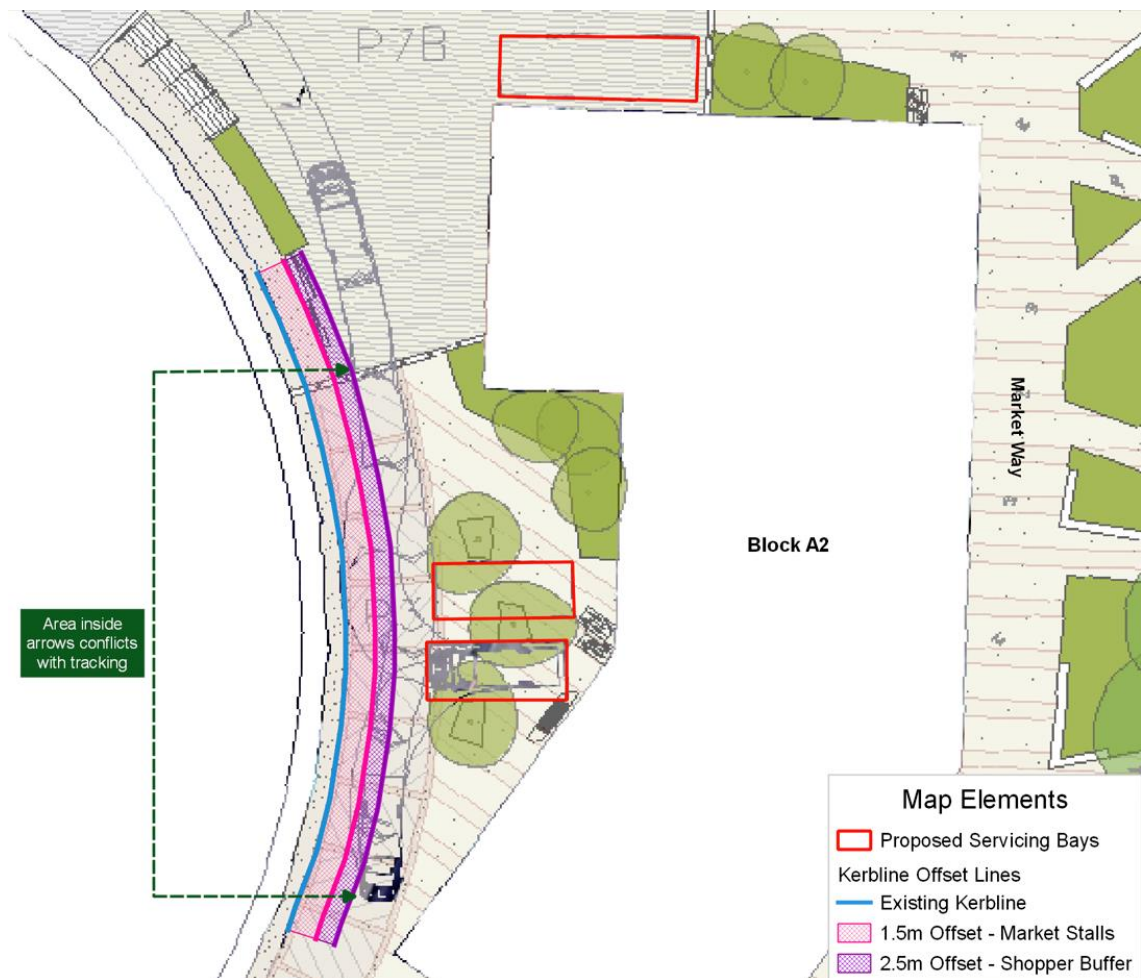 P7B
Market Way
Block A2
Area inside
arrows conflicts
with tracking
Map Elements
Proposed Servicing Bays
Kerbline Offset Lines
Existing Kerbline
1.5m Offset - Market Stalls
2.5m Offset - Shopper Buffer